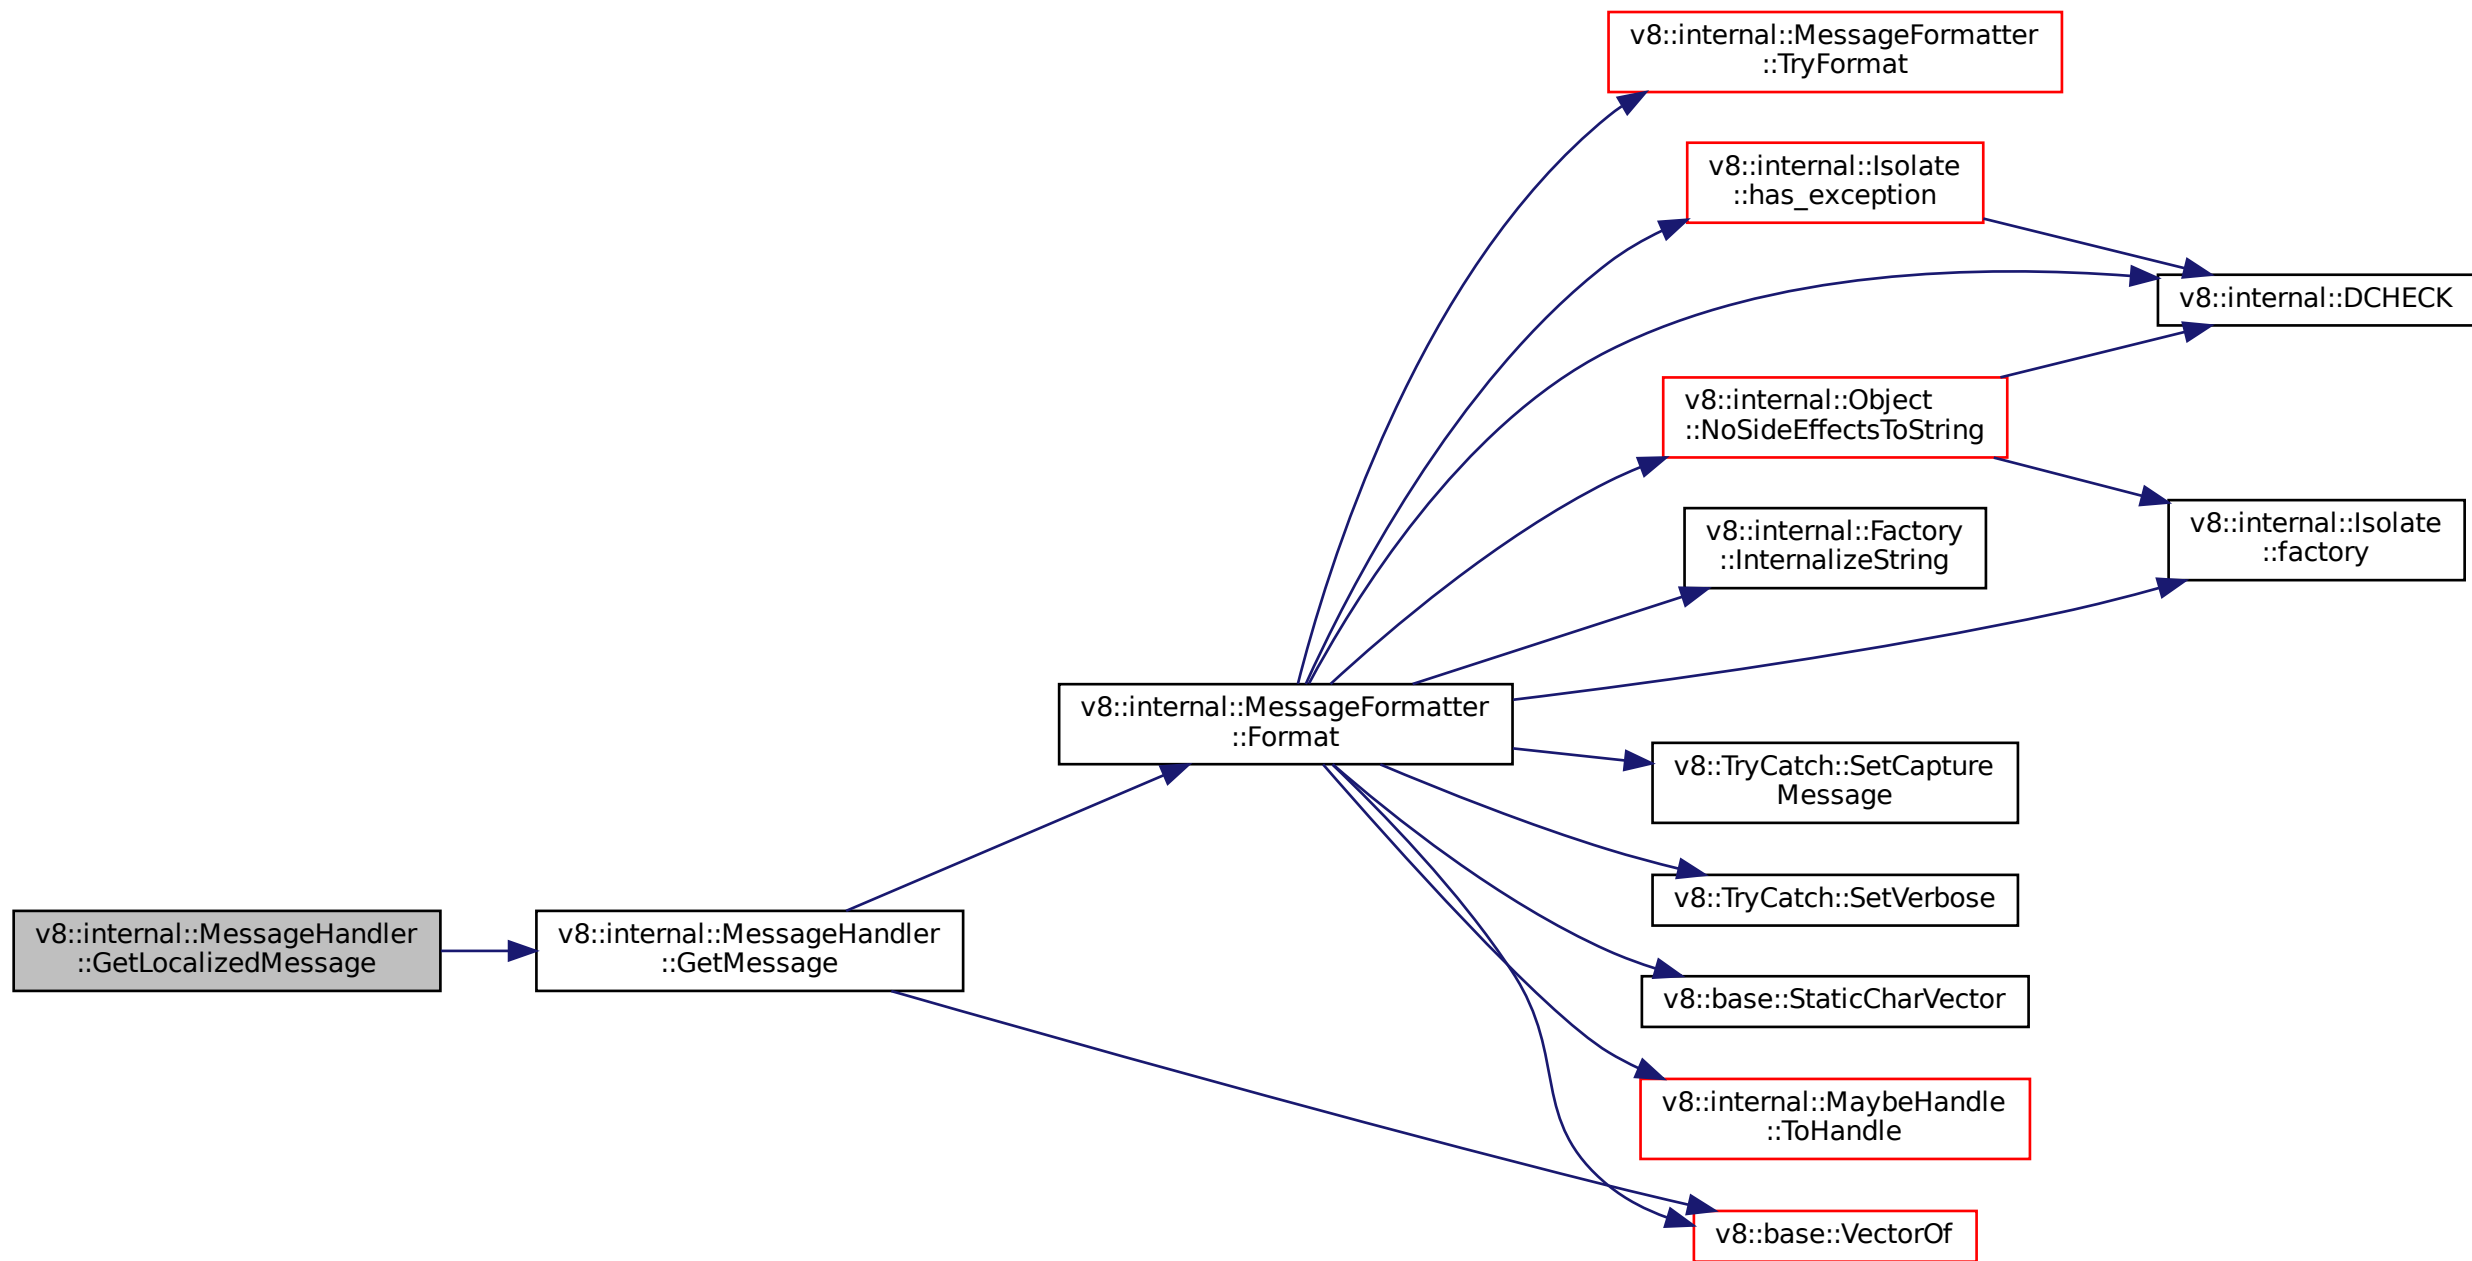 v8::internal::MessageFormatter
::TryFormat
v8::internal::Isolate
::has_exception
v8::internal::DCHECK
v8::internal::Object
::NoSideEffectsToString
v8::internal::Factory
::InternalizeString
v8::internal::Isolate
::factory
v8::internal::MessageFormatter
::Format
v8::TryCatch::SetCapture
Message
v8::TryCatch::SetVerbose
v8::internal::MessageHandler
::GetLocalizedMessage
v8::internal::MessageHandler
::GetMessage
v8::base::StaticCharVector
v8::internal::MaybeHandle
::ToHandle
v8::base::VectorOf